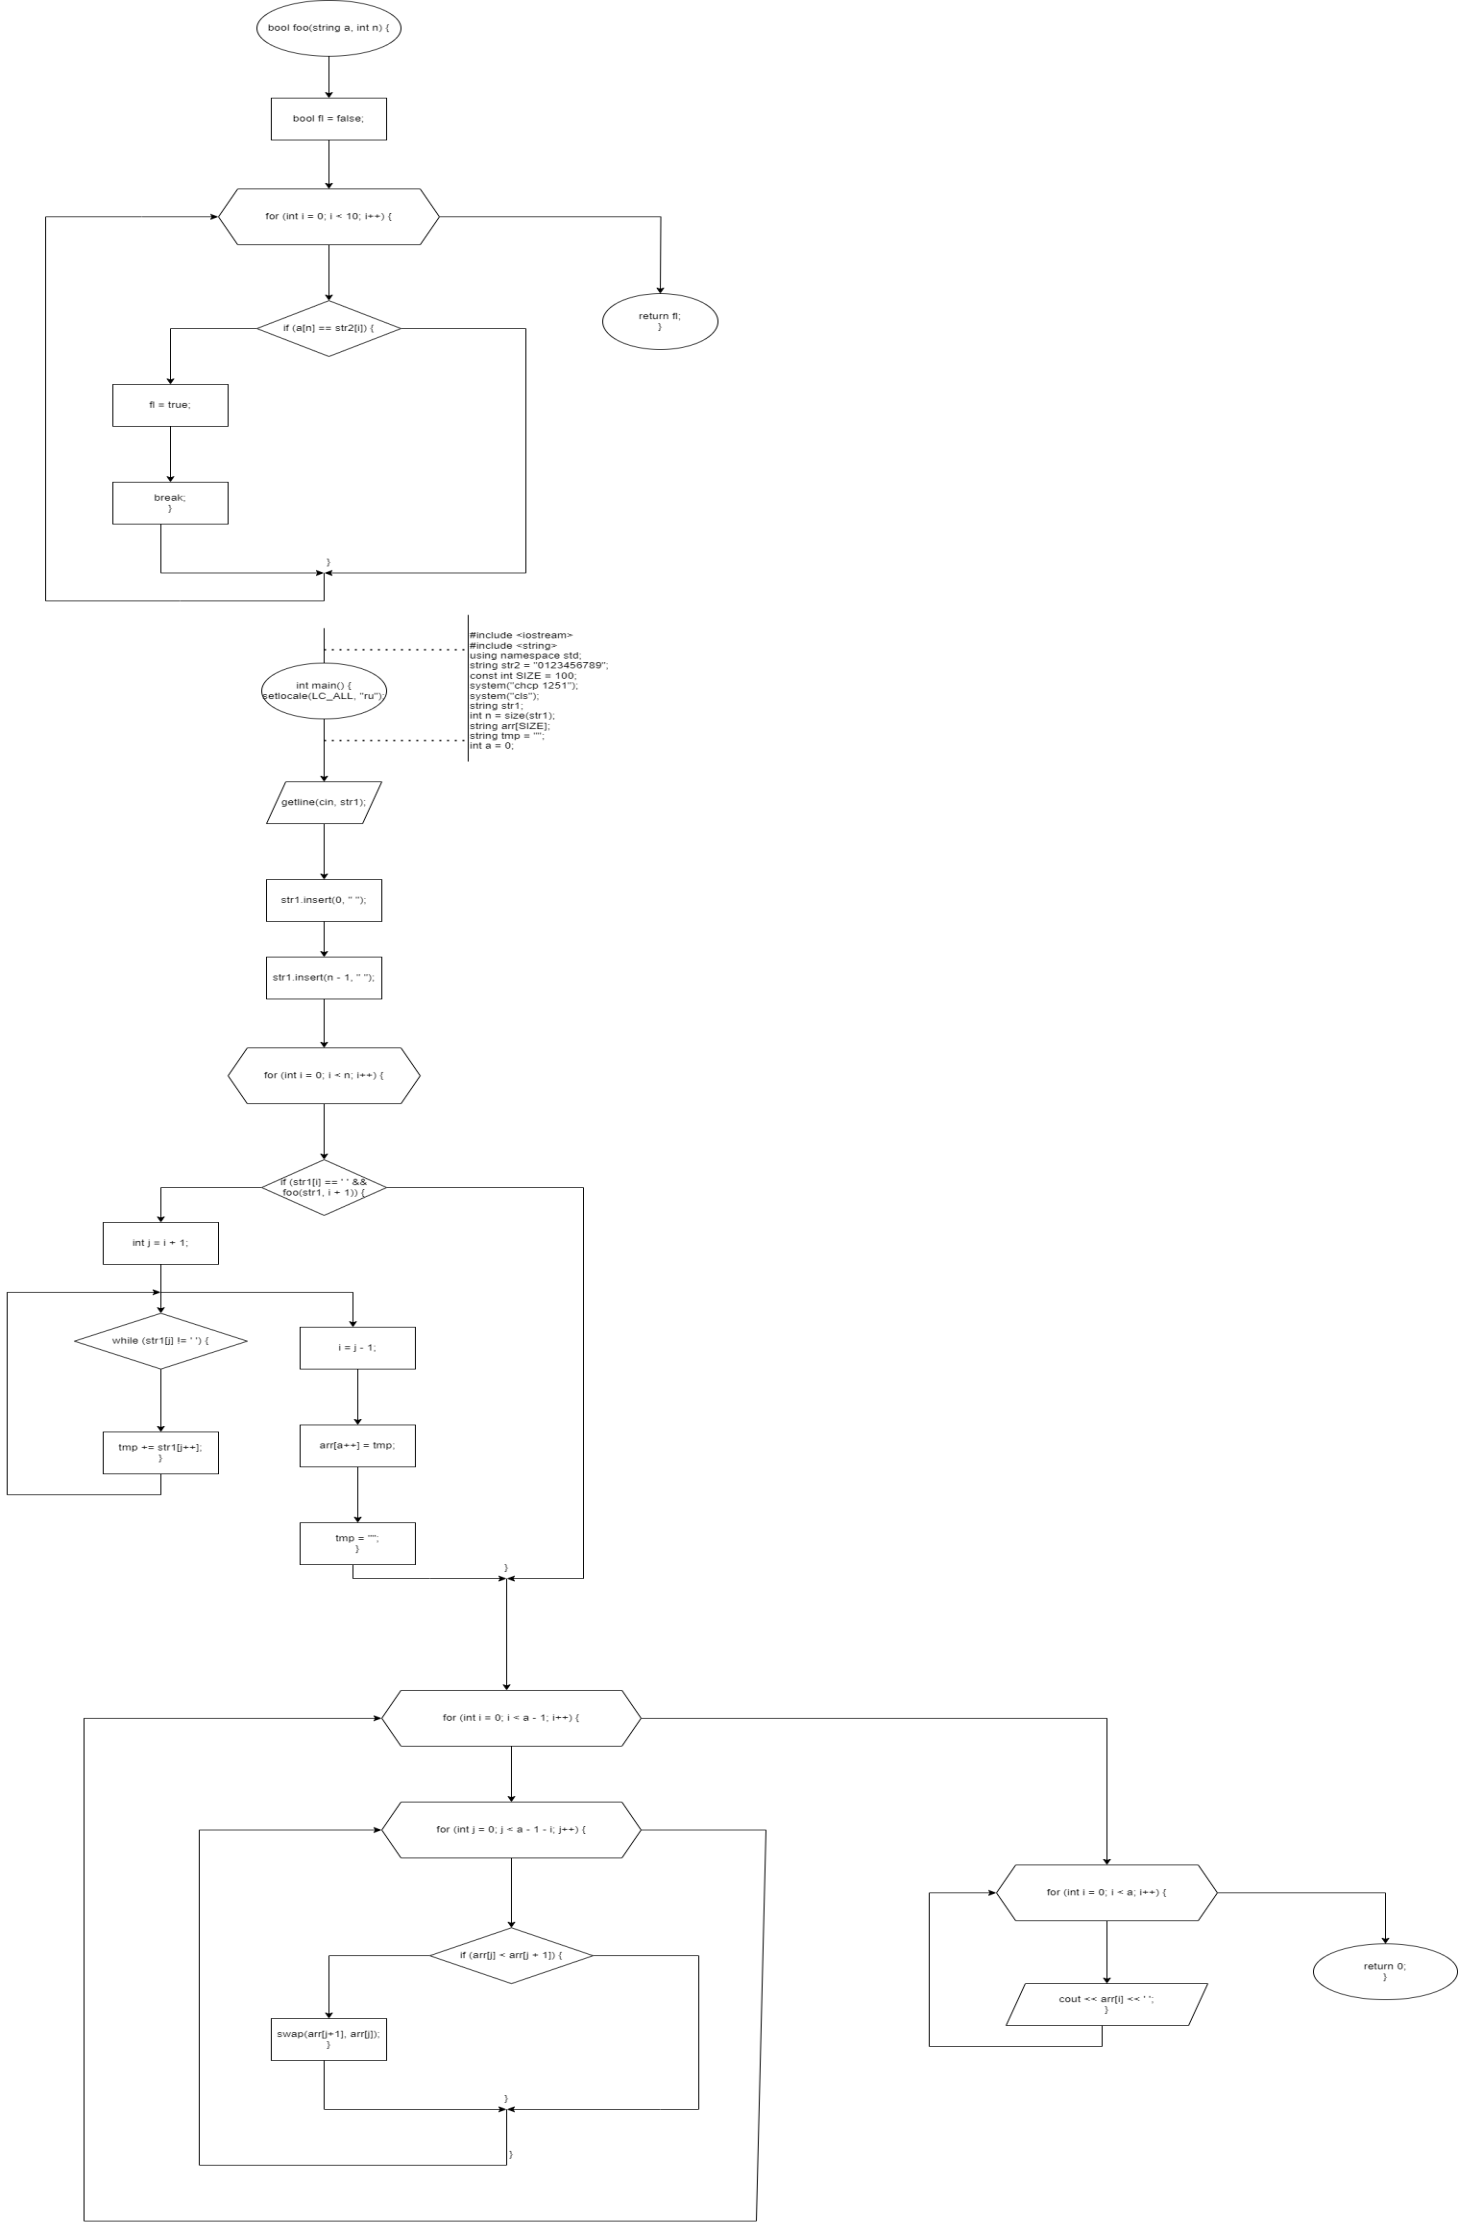 bool foo(string a, int n) {
bool fl = false;
for (int i = 0; i < 10; i++) {
return fl;
}
if (a[n] == str2[i]) {
fl = true;
break;
}
}
#include <iostream>
#include <string>
using namespace std;
string str2 = "0123456789";
const int SIZE = 100;
system("chcp 1251");
system("cls");
string str1;
int n = size(str1);
string arr[SIZE];
string tmp = "";
int a = 0;
int main() {
setlocale(LC_ALL, "ru");
getline(cin, str1);
str1.insert(0, " ");
str1.insert(n - 1, " ");
for (int i = 0; i < n; i++) {
if (str1[i] == ' ' &&
foo(str1, i + 1)) {
int j = i + 1;
while (str1[j] != ' ') {
tmp += str1[j++];
}
i = j - 1;
arr[a++] = tmp;
tmp = "";
}
}
for (int i = 0; i < a - 1; i++) {
for (int j = 0; j < a - 1 - i; j++) {
if (arr[j] < arr[j + 1]) {
swap(arr[j+1], arr[j]);
}
}
}
for (int i = 0; i < a; i++) {
cout << arr[i] << ' ';
}
return 0;
}